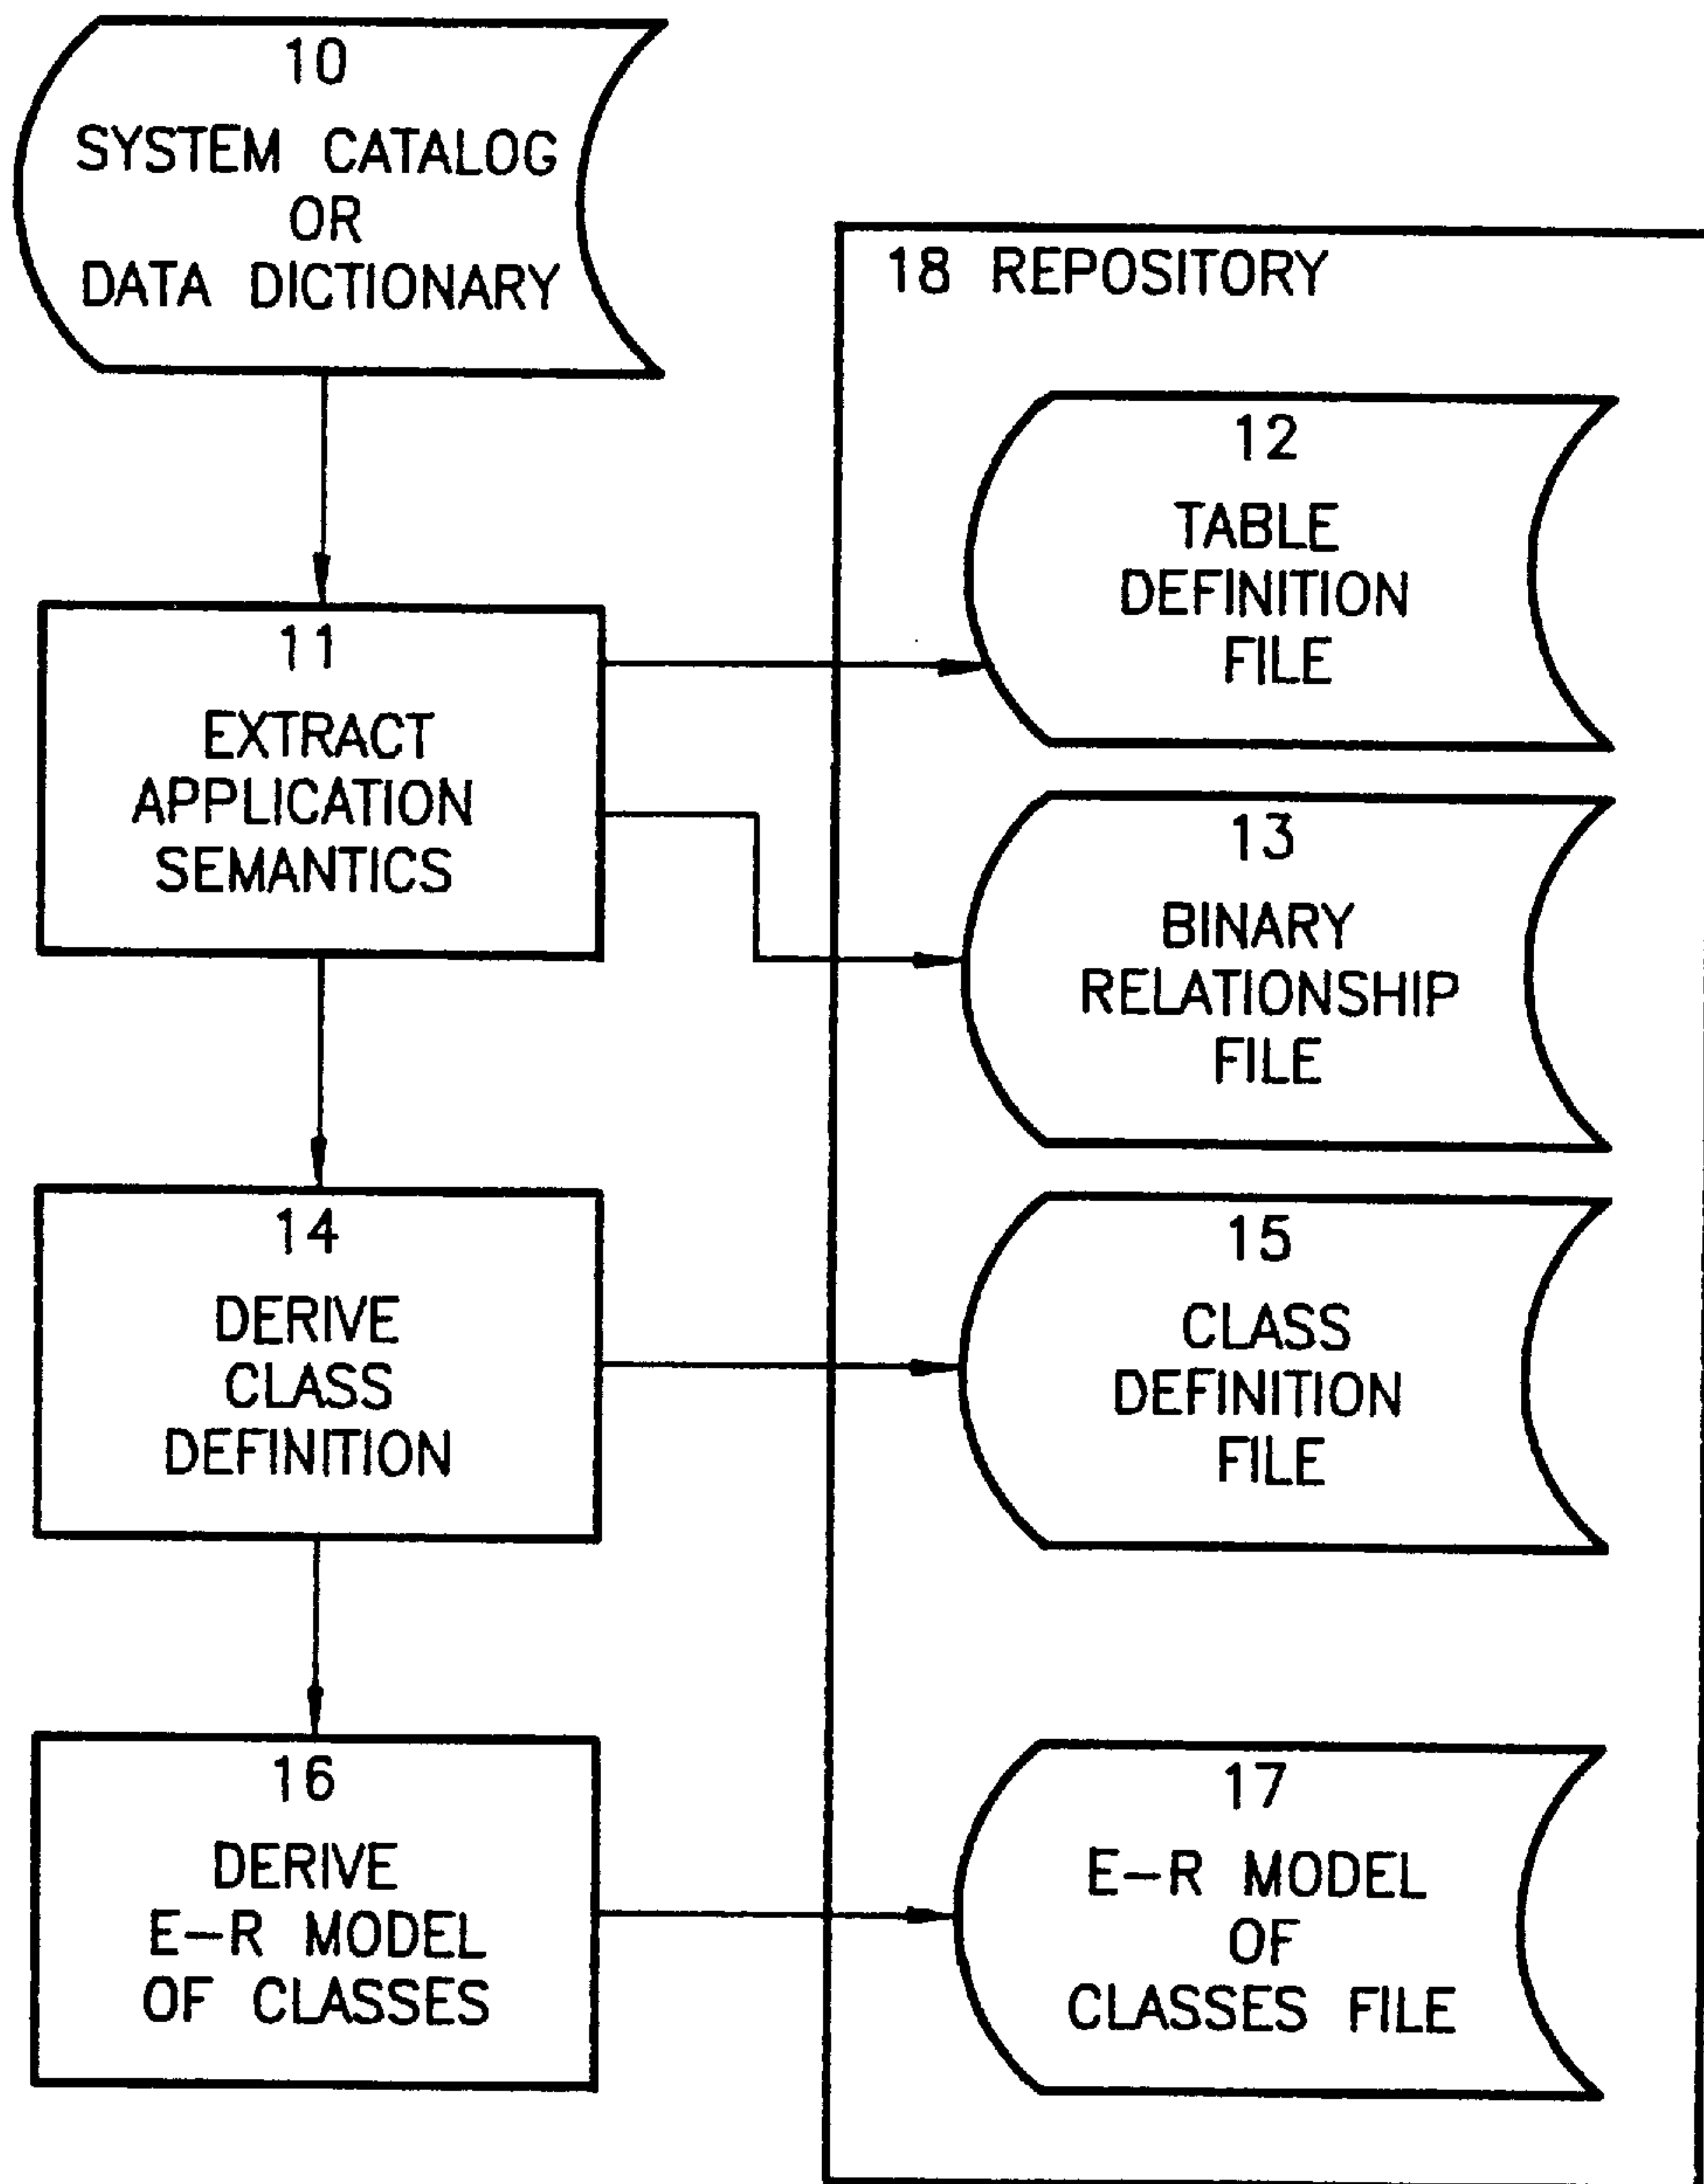 10
SYSTEM CATALOG
OR
DATA DICTIONARY
18 REPOSITORY
12
TABLE
DEFINITION
FILE
11
EXTRACT
APPLICATION
SEMANTICS
13
BINARY
RELATIONSHIP
FILE
14
DERIVE
CLASS
DEFINITION
15
CLASS
DEFINITION
FILE
16
DERIVE
E-R MODEL
OF CLASSES
17
E-R MODEL
OF
CLASSES FILE